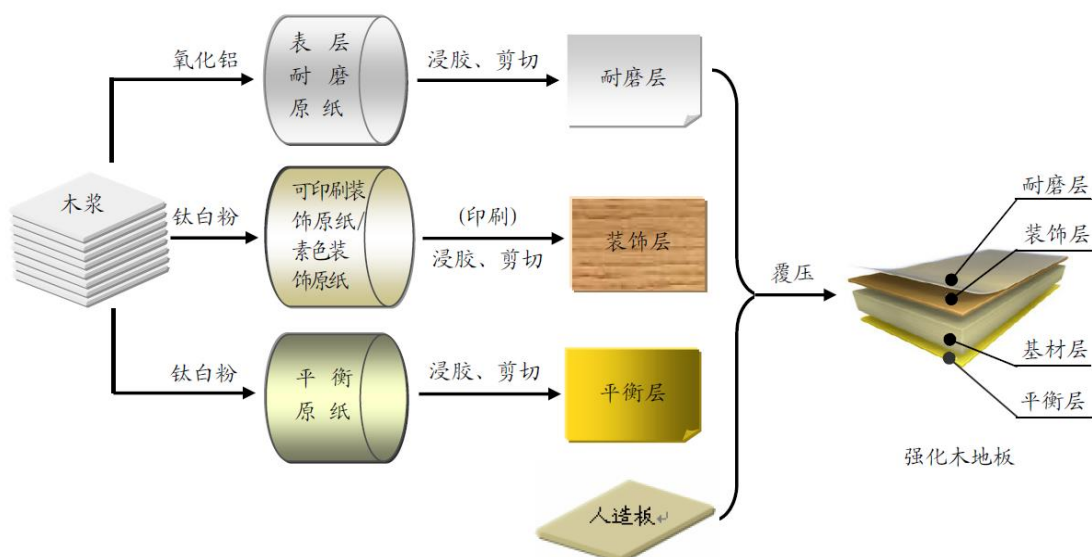 氧化铝
表 层
耐 磨
原 纸
浸胶、剪切
耐磨层
木浆
钛白粉
可印刷装
饰原纸/
素色装
饰原纸
(印刷)
浸胶、剪切
装饰层
覆压
耐磨层
装饰层
基材层
平衡层
强化木地板
钛白粉
平 衡
原 纸
浸胶、剪切
平衡层
人造板↵